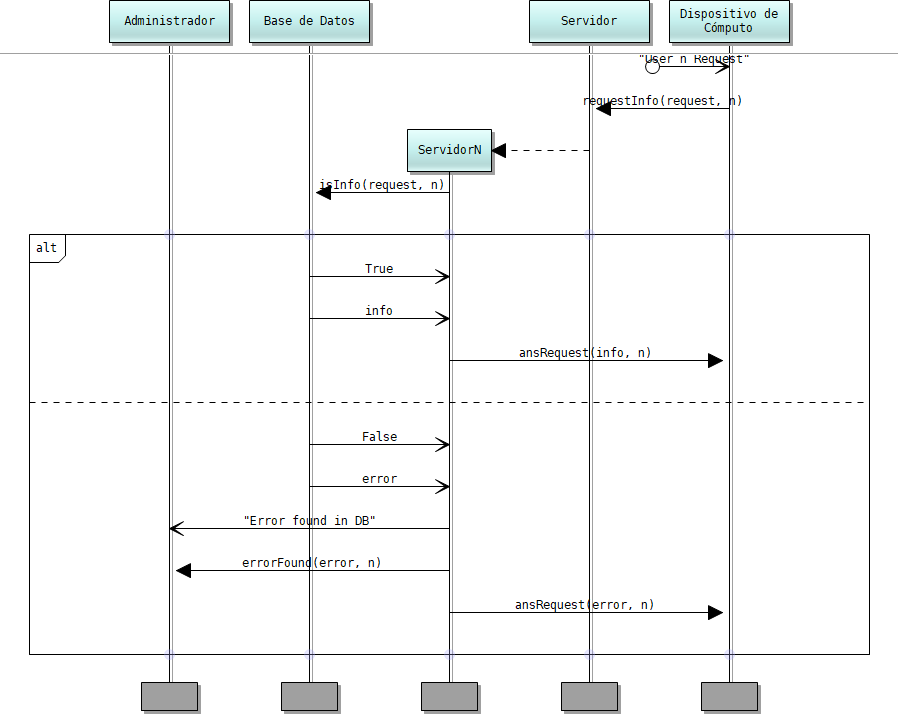 Administrador
Base de Datos
Servidor
Dispositivo de
Cómputo
"User n Request"
requestInfo(request, n)
ServidorN
isInfo(request, n)
alt
True
info
ansRequest(info, n)
False
error
"Error found in DB"
errorFound(error, n)
ansRequest(error, n)